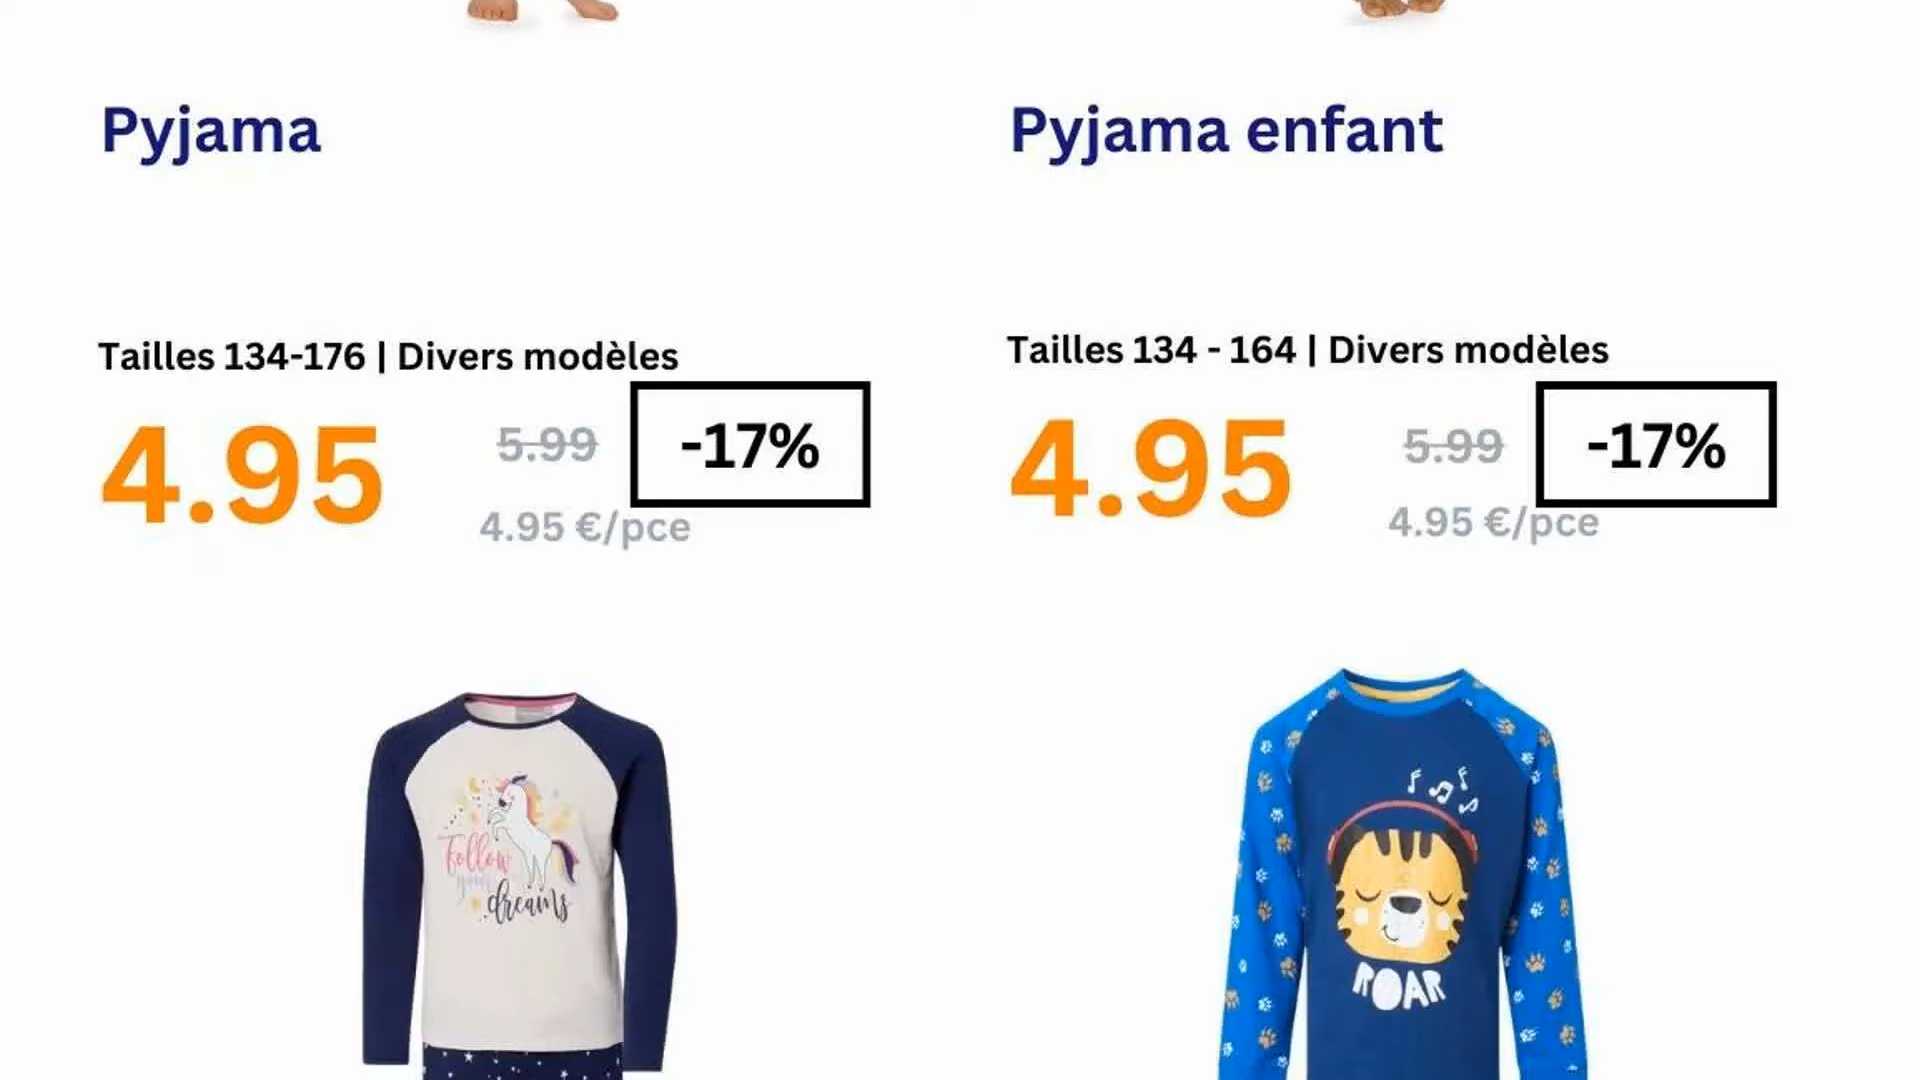 Pyjama
Tailles 134-176 | Divers modèles
4.95
5.99
-17%
4.95 €/pce
Follow
your
dreams
Pyjama enfant
Tailles 134 - 164 | Divers modèles
4.95
5.99
-17%
4.95 €/pce
ROAR